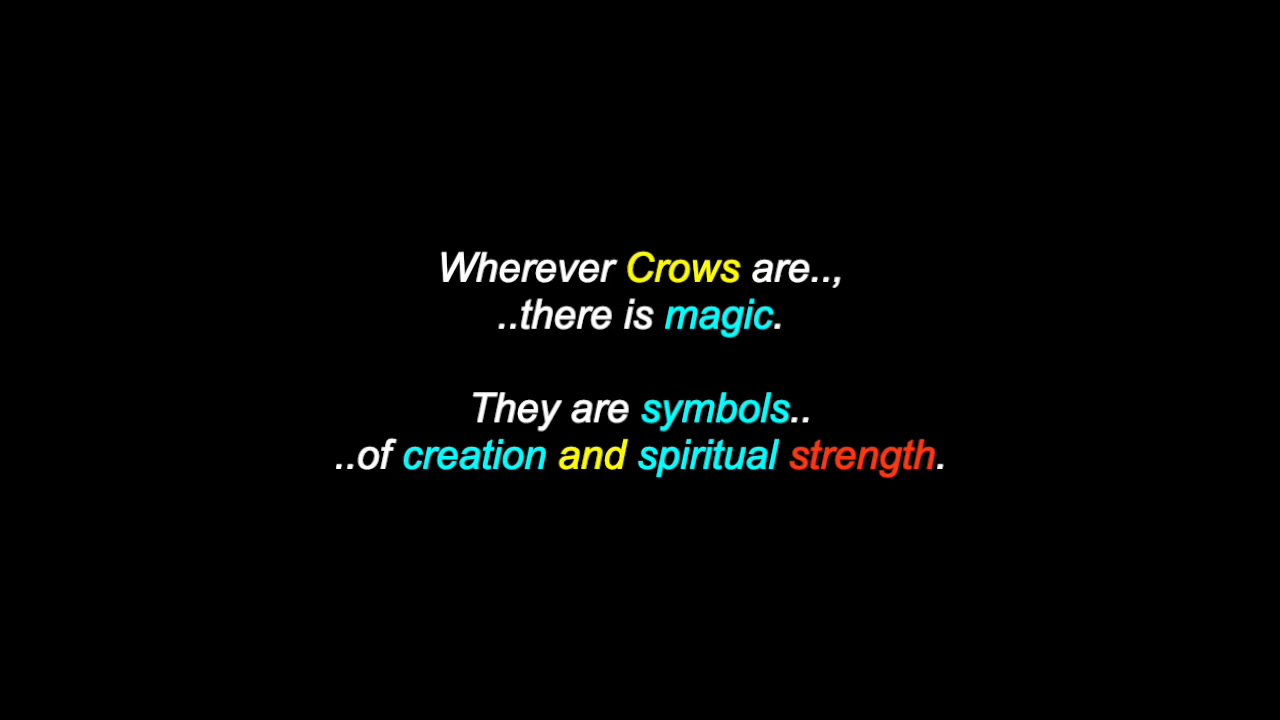 Wherever Crows are..,
..there is magic.
They are symbols..
..of creation and spiritual strength.